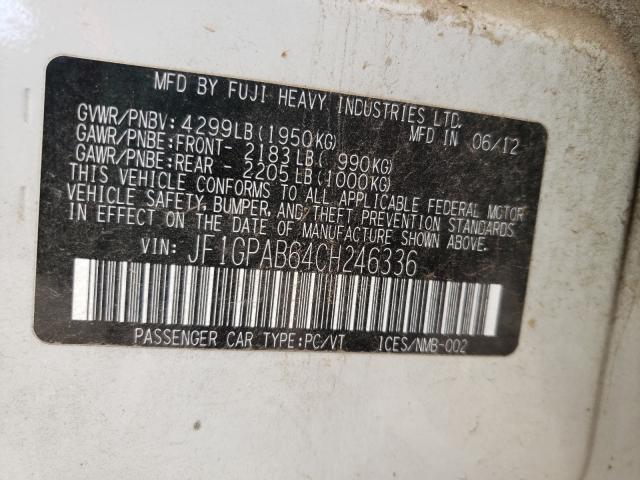 MFD BY FUJI HEAVY INDUSTRIES LTD.
GVWR/PNBV: 4299LB(1950KG) MFD IN 06/12
GAWR/PNBE:FRONT- 2183LB( 990KG)
GAWR/PNBE:REAR - 2205LB(1000KG)
THIS VEHICLE CONFORMS TO ALL APPLICABLE FEDERAL MOTOR
VEHICLE SAFETY, BUMPER, AND THEFT PREVENTION STANDARDS
IN EFFECT ON THE DATE OF MANUFACTURE SHOWN ABOVE.
VIN: JF1GPAB64CH246336
PASSENGER CAR TYPE:PC/VT ICES/NMB-002